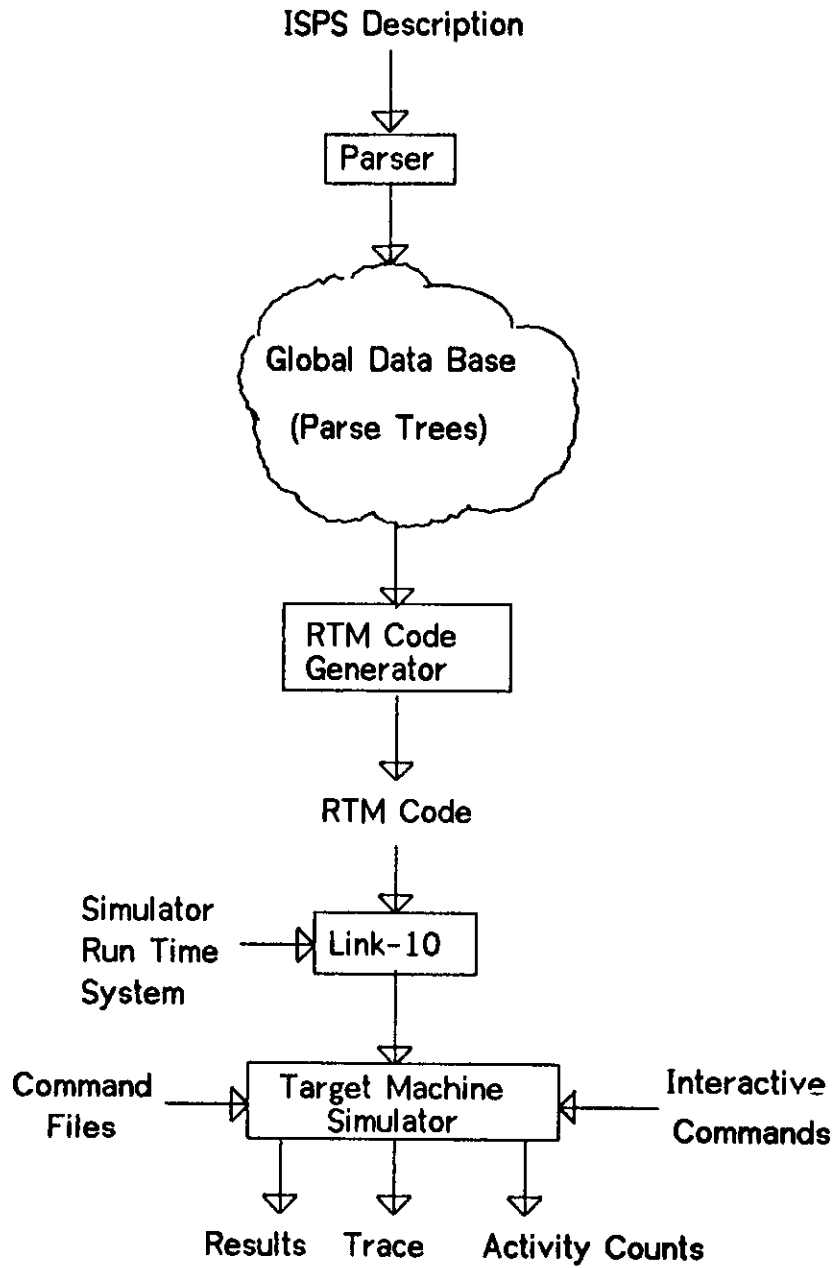 ISPS Description
Parser
Global Data Base
(Parse Trees)
RTM Code
Generator
RTM Code
Simulator
Run Time
System
Link-10
Command
Files
Target Machine
Simulator
Interactive
Commands
Results
Trace
Activity Counts